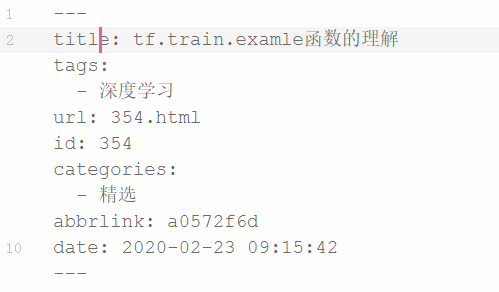 1 ---
2 title: tf.train.examle函数的理解
tags:
  - 深度学习
url: 354.html
id: 354
categories:
  - 精选
abbrlink: a0572f6d
10 date: 2020-02-23 09:15:42
---